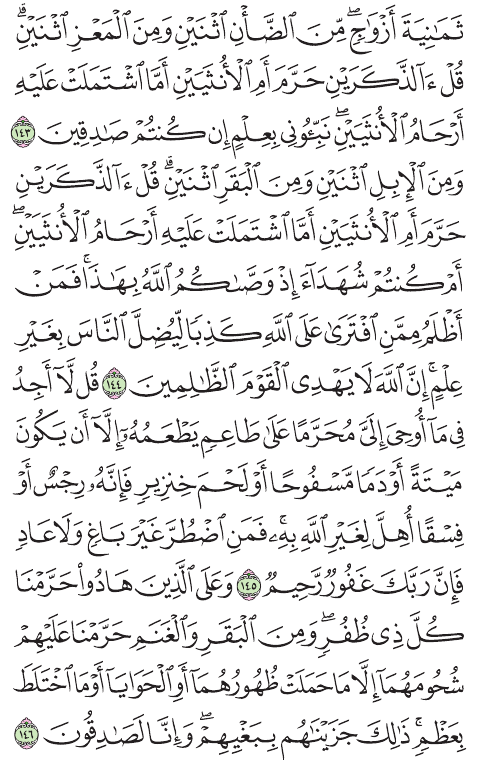 ثَمَٰنِيَةَ أَزْوَٰجٖۖ مِّنَ ٱلضَّأْنِ ٱثْنَيْنِ وَمِنَ ٱلْمَعْزِ ٱثْنَيْنِۗ
قُلْ ءَآلذَّكَرَيْنِ حَرَّمَ أَمِ ٱلْأُنثَيَيْنِ أَمَّا ٱشْتَمَلَتْ عَلَيْهِ
أَرْحَامُ ٱلْأُنثَيَيْنِۖ نَبِّـُٔونِى بِعِلْمٍ إِن كُنتُمْ صَٰدِقِينَ ١٤٣
وَمِنَ ٱلْإِبِلِ ٱثْنَيْنِ وَمِنَ ٱلْبَقَرِ ٱثْنَيْنِۗ قُلْ ءَآلذَّكَرَيْنِ
حَرَّمَ أَمِ ٱلْأُنثَيَيْنِ أَمَّا ٱشْتَمَلَتْ عَلَيْهِ أَرْحَامُ ٱلْأُنثَيَيْنِۖ
أَمْ كُنتُمْ شُهَدَآءَ إِذْ وَصَّىٰكُمُ ٱللَّهُ بِهَٰذَاۚ فَمَنْ
أَظْلَمُ مِمَّنِ ٱفْتَرَىٰ عَلَى ٱللَّهِ كَذِبًا لِّيُضِلَّ ٱلنَّاسَ بِغَيْرِ
عِلْمٍۚ إِنَّ ٱللَّهَ لَا يَهْدِى ٱلْقَوْمَ ٱلظَّٰلِمِينَ ١٤٤ قُل لَّآ أَجِدُ
فِى مَآ أُوحِىَ إِلَىَّ مُحَرَّمًا عَلَىٰ طَاعِمٍ يَطْعَمُهُۥٓ إِلَّآ أَن يَكُونَ
مَيْتَةً أَوْ دَمًا مَّسْفُوحًا أَوْ لَحْمَ خِنزِيرٍ فَإِنَّهُۥ رِجْسٌ أَوْ
فِسْقًا أُهِلَّ لِغَيْرِ ٱللَّهِ بِهِۦۚ فَمَنِ ٱضْطُرَّ غَيْرَ بَاغٍ وَلَا عَادٍ
فَإِنَّ رَبَّكَ غَفُورٌ رَّحِيمٌ ١٤٥ وَعَلَى ٱلَّذِينَ هَادُوا۟ حَرَّمْنَا
كُلَّ ذِى ظُفُرٍۖ وَمِنَ ٱلْبَقَرِ وَٱلْغَنَمِ حَرَّمْنَا عَلَيْهِمْ
شُحُومَهُمَآ إِلَّا مَا حَمَلَتْ ظُهُورُهُمَآ أَوِ ٱلْحَوَايَآ أَوْ مَا ٱخْتَلَطَ
بِعَظْمٍۚ ذَٰلِكَ جَزَيْنَٰهُم بِبَغْيِهِمْۖ وَإِنَّا لَصَٰدِقُونَ ١٤٦